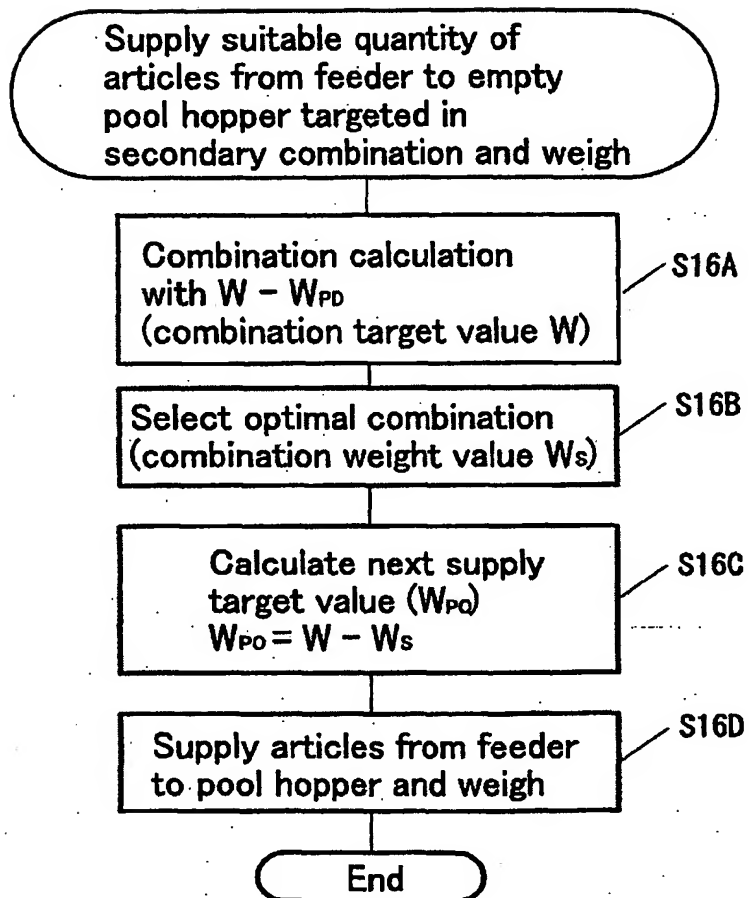 Supply suitable quantity of
articles from feeder to empty
pool hopper targeted in
secondary combination and weigh
Combination calculation
with W – WPD
(combination target value W)
S16A
Select optimal combination
(combination weight value Ws)
S16B
Calculate next supply
target value (WPO)
WPO = W – Ws
S16C
Supply articles from feeder
to pool hopper and weigh
S16D
End